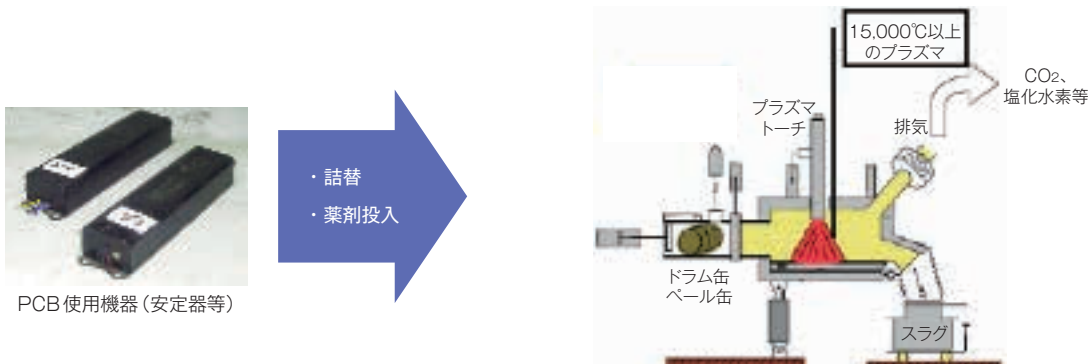 15,000℃以上
のプラズマ
CO2、
塩化水素等
プラズマ
トーチ
排気
・詰替
・薬剤投入
ドラム缶
ペール缶
PCB使用機器（安定器等）
スラグ